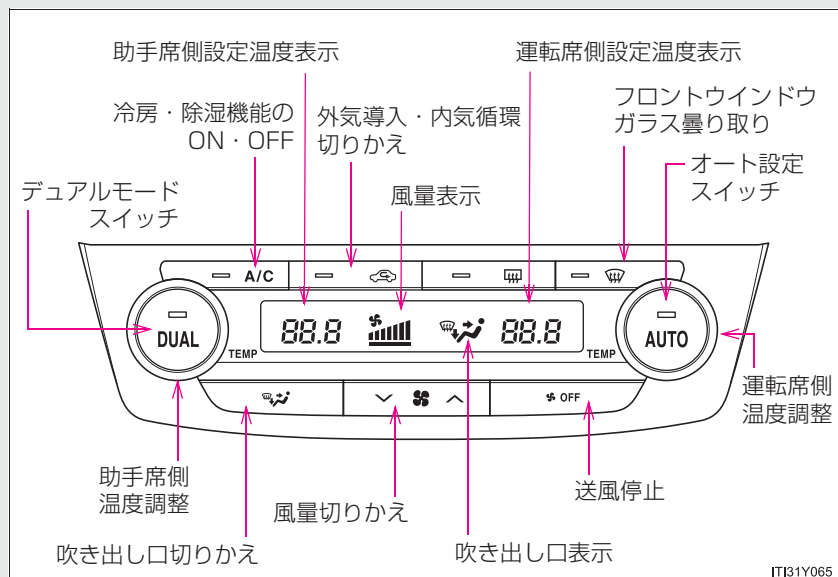 助手席側設定温度表示
運転席側設定温度表示
冷房・除湿機能の
ON・OFF
外気導入・内気循環
切りかえ
フロントウインドウ
ガラス曇り取り
デュアルモード
スイッチ
風量表示
オート設定
スイッチ
A/C
DUAL
TEMP
88.8
88.8
TEMP
AUTO
OFF
助手席側
温度調整
運転席側
温度調整
吹き出し口切りかえ
風量切りかえ
吹き出し口表示
送風停止
ITI31Y065